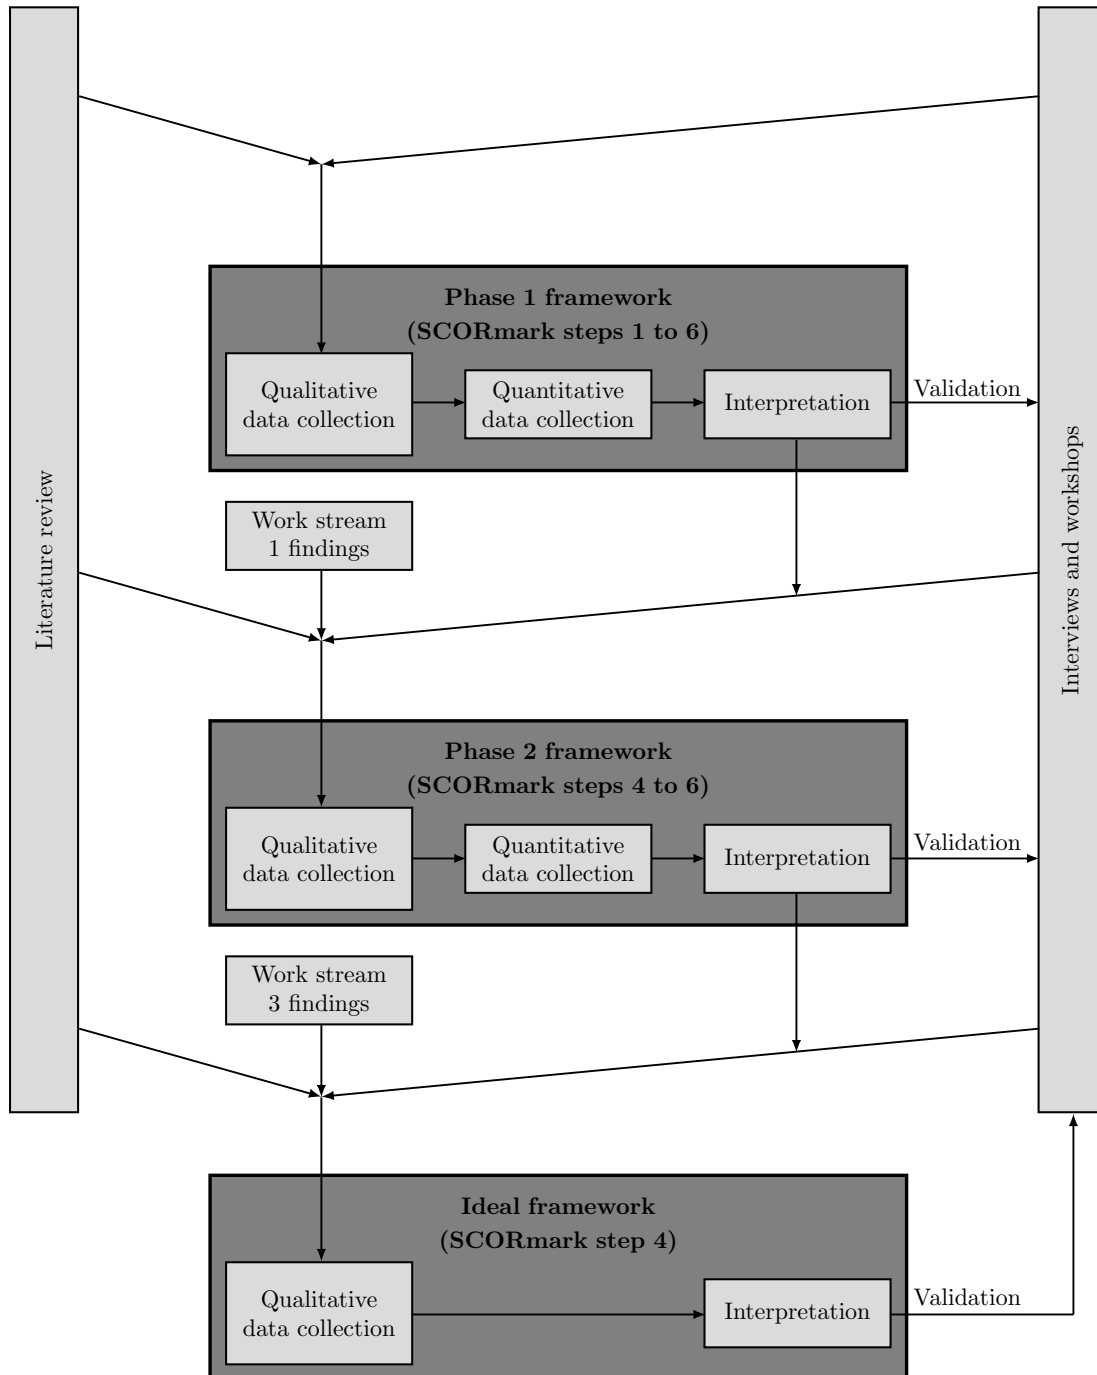 Literature review
Interviews and workshops
Phase 1 framework
(SCORmark steps 1 to 6)
Qualitative
data collection
Quantitative
data collection
Interpretation
Validation
Work stream
1 findings
Phase 2 framework
(SCORmark steps 4 to 6)
Qualitative
data collection
Quantitative
data collection
Interpretation
Validation
Work stream
3 findings
Ideal framework
(SCORmark step 4)
Qualitative
data collection
Interpretation
Validation